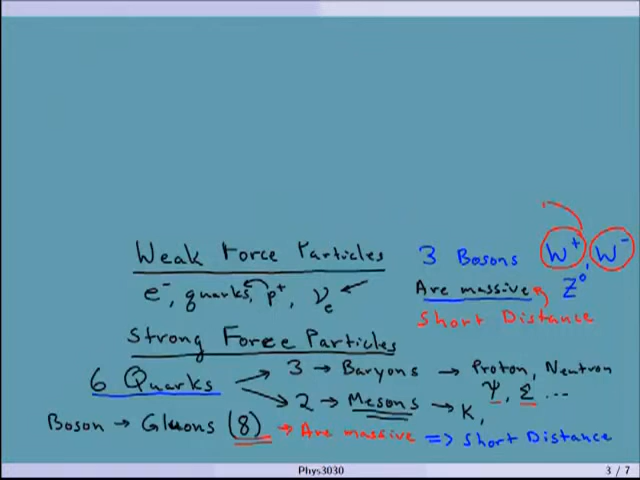 Weak Force Particles 3 Bosons W⁺, W⁻
Are massive Z⁰
e⁻, quarks, p⁺, νₑ
Short Distance
Strong Force Particles
6 Quarks → 3 → Baryons → Proton, Neutron
Ψ, Σ ...
→ 2 → Mesons → K,
Boson → Gluons (8) → Are massive => Short Distance
Phys3030 3 / 7